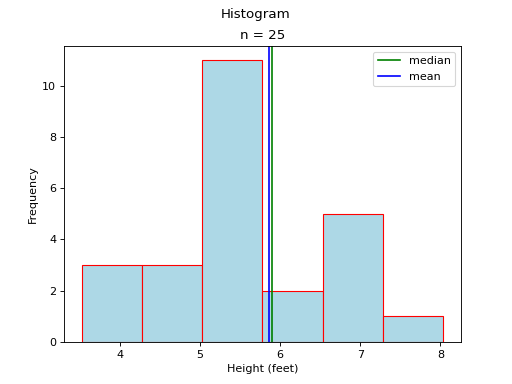 Histogram
n = 25
median
mean
10
8
6
4
2
0
Frequency
4 5 6 7 8
Height (feet)